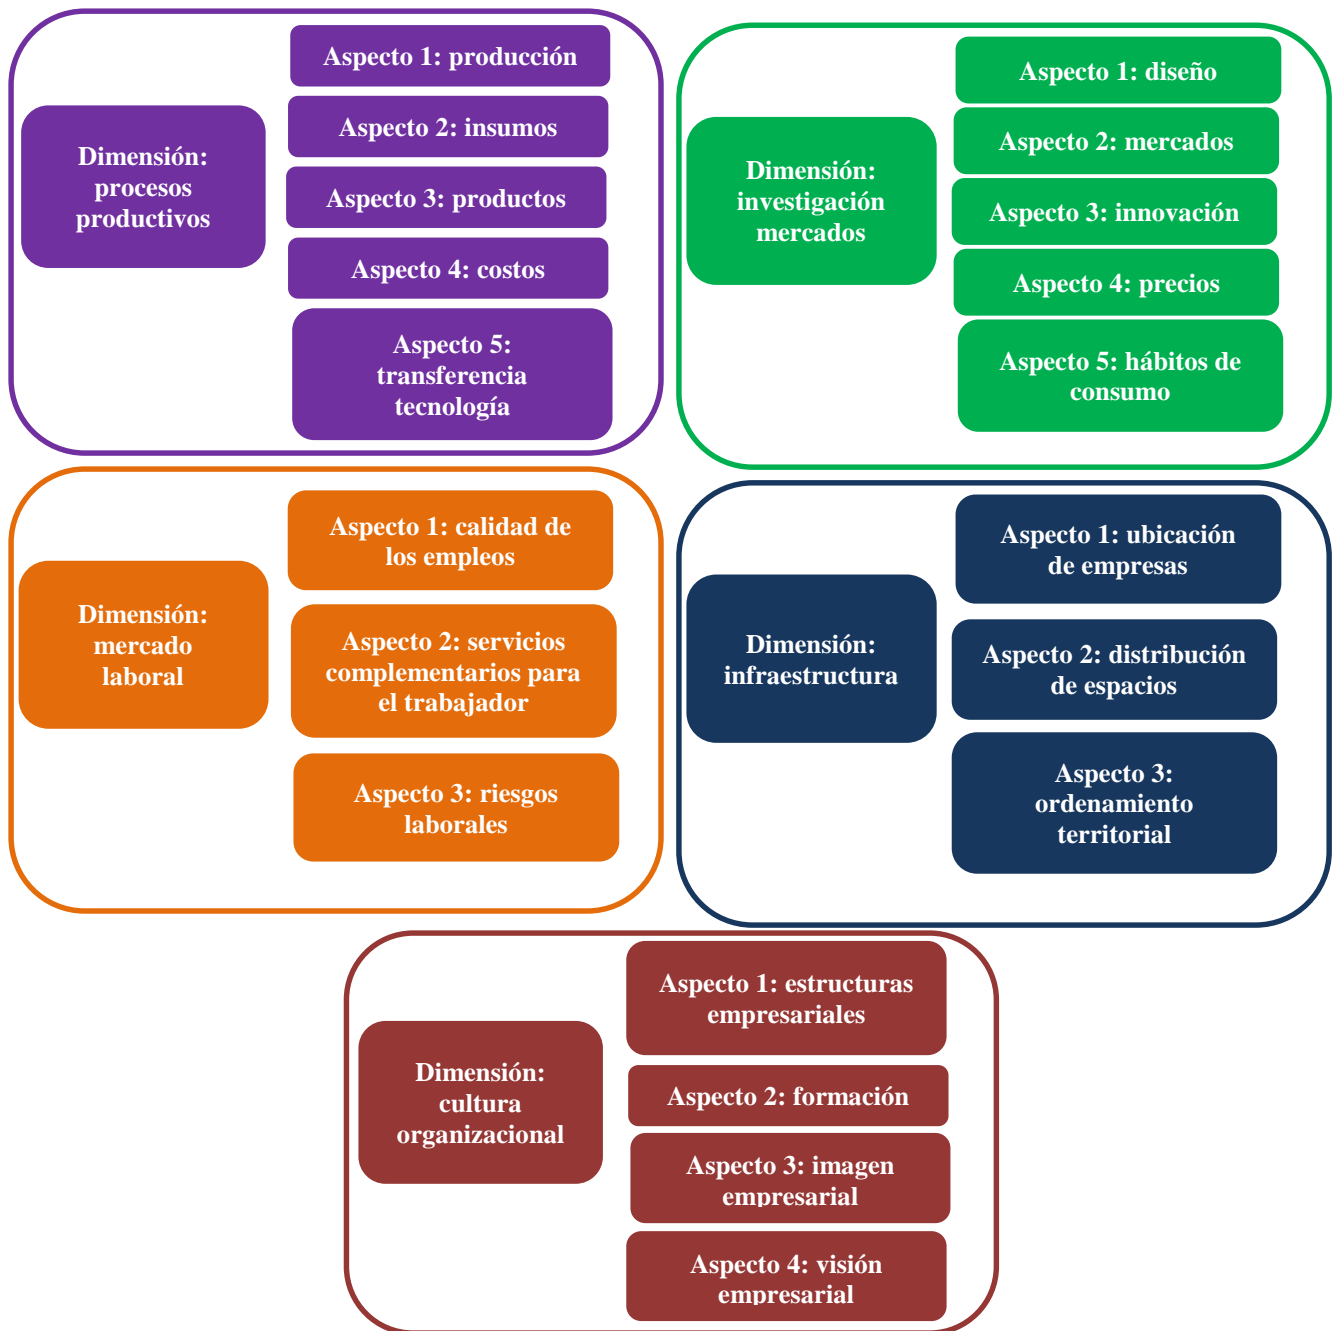 Dimensión:
procesos
productivos
Aspecto 1: producción
Aspecto 2: insumos
Aspecto 3: productos
Aspecto 4: costos
Aspecto 5:
transferencia
tecnología
Dimensión:
investigación
mercados
Aspecto 1: diseño
Aspecto 2: mercados
Aspecto 3: innovación
Aspecto 4: precios
Aspecto 5: hábitos de
consumo
Dimensión:
mercado
laboral
Aspecto 1: calidad de
los empleos
Aspecto 2: servicios
complementarios para
el trabajador
Aspecto 3: riesgos
laborales
Dimensión:
infraestructura
Aspecto 1: ubicación
de empresas
Aspecto 2: distribución
de espacios
Aspecto 3:
ordenamiento
territorial
Dimensión:
cultura
organizacional
Aspecto 1: estructuras
empresariales
Aspecto 2: formación
Aspecto 3: imagen
empresarial
Aspecto 4: visión
empresarial